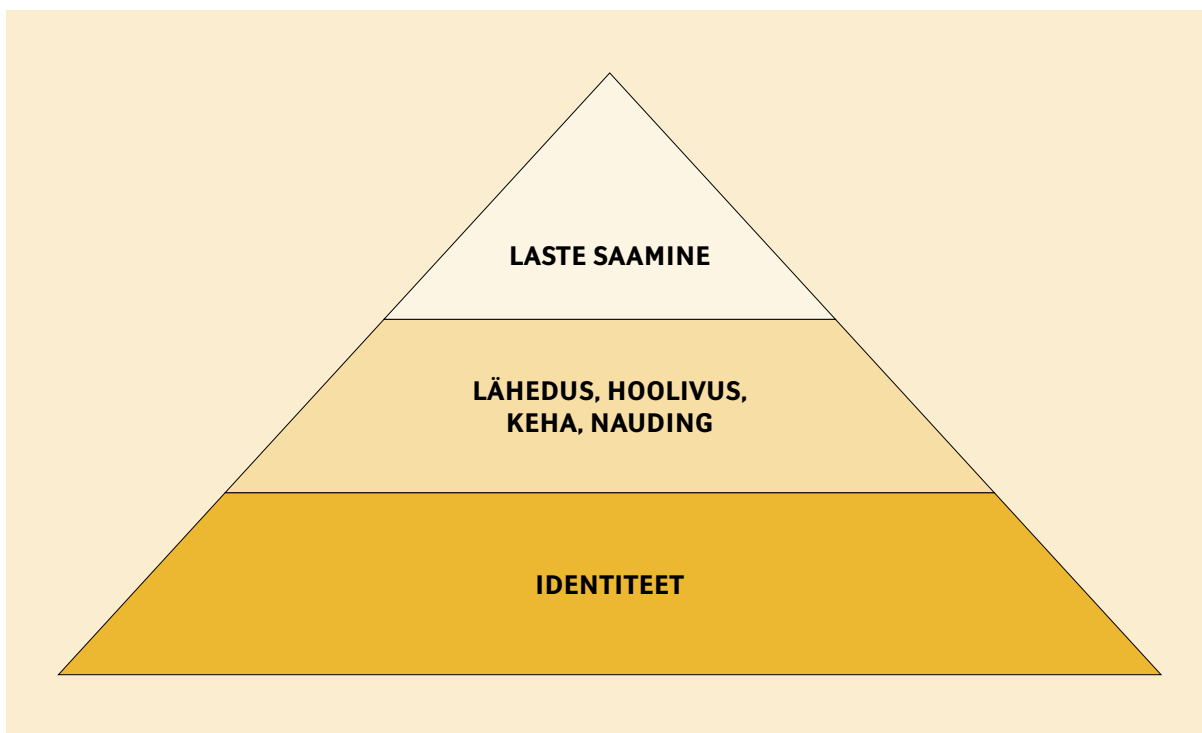 LASTE SAAMINE
LÄHEDUS, HOOLIVUS,
KEHA, NAUDING
IDENTITEET